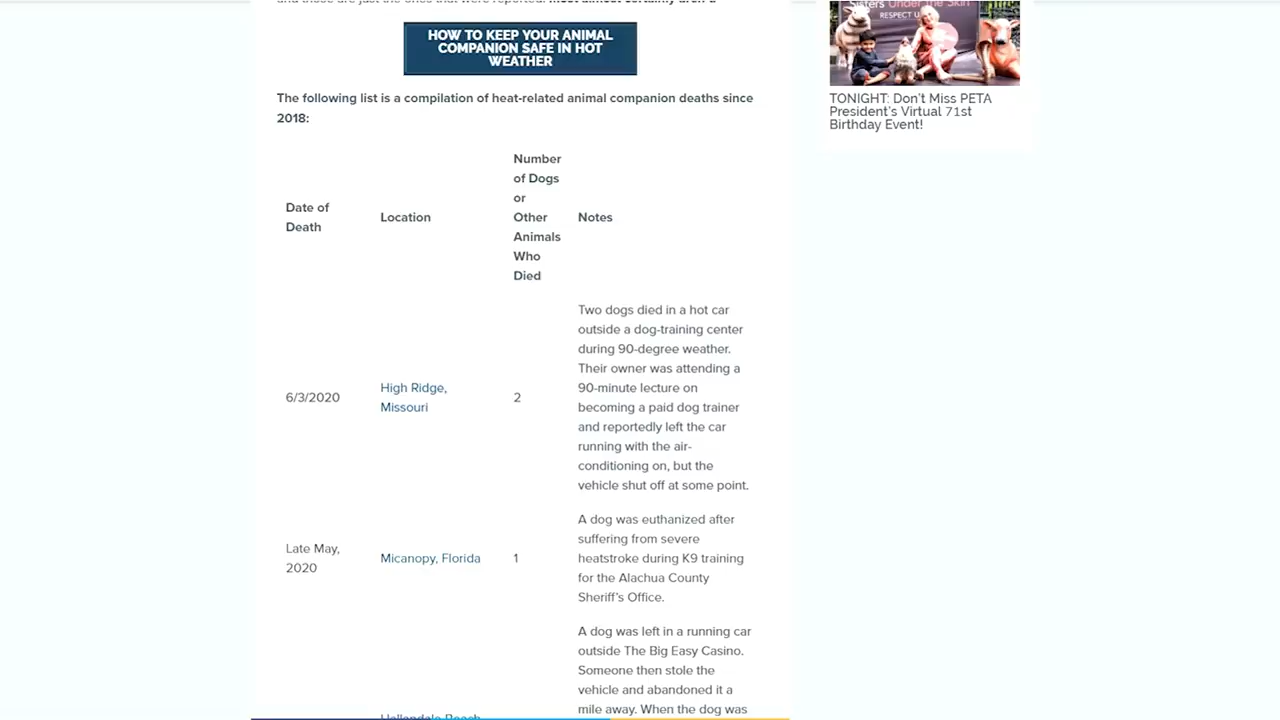 HOW TO KEEP YOUR ANIMAL
COMPANION SAFE IN HOT
WEATHER
The following list is a compilation of heat-related animal companion deaths since
2018:
Date of
Death
Location
Number
of Dogs
or
Other
Animals
Who
Died
Notes
6/3/2020
High Ridge,
Missouri
2
Two dogs died in a hot car
outside a dog-training center
during 90-degree weather.
Their owner was attending a
90-minute lecture on
becoming a paid dog trainer
and reportedly left the car
running with the air-
conditioning on, but the
vehicle shut off at some point.
Late May,
2020
Micanopy, Florida
1
A dog was euthanized after
suffering from severe
heatstroke during K9 training
for the Alachua County
Sheriff's Office.
A dog was left in a running car
outside The Big Easy Casino.
Someone then stole the
vehicle and abandoned it a
mile away. When the dog was
Sisters Under The Skin
TONIGHT: Don't Miss PETA
President's Virtual 71st
Birthday Event!